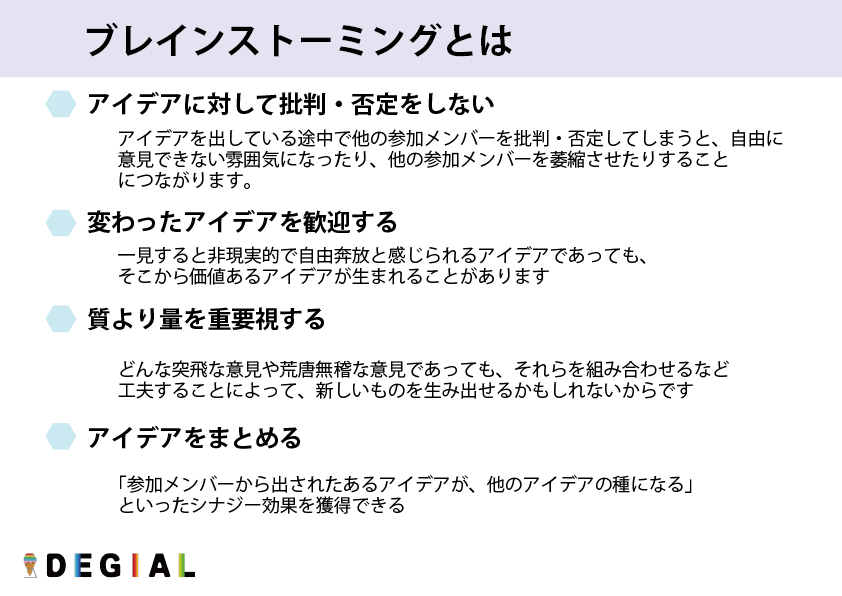 ブレインストーミングとは
アイデアに対して批判・否定をしない
アイデアを出している途中で他の参加メンバーを批判・否定してしまうと、自由に
意見できない雰囲気になったり、他の参加メンバーを萎縮させたりすること
につながります。
変わったアイデアを歓迎する
一見すると非現実的で自由奔放と感じられるアイデアであっても、
そこから価値あるアイデアが生まれることがあります
質より量を重要視する
どんな突飛な意見や荒唐無稽な意見であっても、それらを組み合わせるなど
工夫することによって、新しいものを生み出せるかもしれないからです
アイデアをまとめる
「参加メンバーから出されたあるアイデアが、他のアイデアの種になる」
といったシナジー効果を獲得できる
DEGIAL